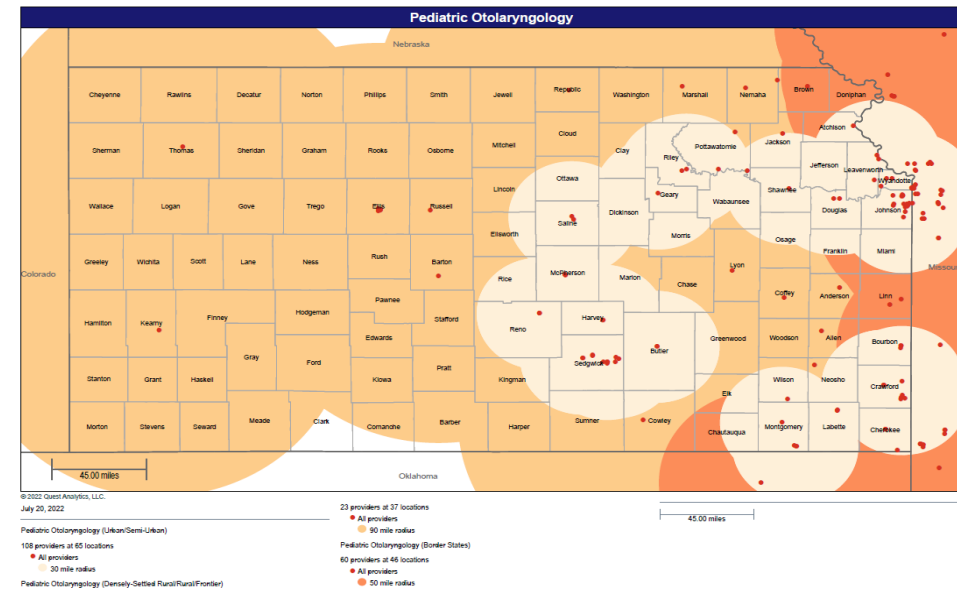 Pediatric Otolaryngology
Nebraska
Cheyenne Rawlins Decatur Norton Phillips Smith Jewell Republic Washington Marshall Nemaha Brown Doniphan
Atchison
Sherman Thomas Sheridan Graham Rooks Osborne Mitchell Cloud Clay Riley Pottawatomie Jackson Jefferson Leavenworth
Wyandotte
Wallace Logan Gove Trego Ellis Russell Lincoln Ottawa Saline Dickinson Geary Wabaunsee Shawnee Douglas Johnson
Ellsworth Morris Osage Franklin Miami
Colorado Greeley Wichita Scott Lane Ness Rush Barton Rice McPherson Marion Chase Lyon Coffey Anderson Linn Missouri
Hamilton Kearny Finney Hodgeman Pawnee Stafford Reno Harvey
Edwards Greenwood Woodson Allen Bourbon
Gray Ford Sedgwick Butler
Stanton Grant Haskell Kiowa Pratt Kingman Elk Wilson Neosho Crawford
Morton Stevens Seward Meade Clark Comanche Barber Harper Sumner Cowley Chautauqua Montgomery Labette Cherokee
45.00 miles
Oklahoma
© 2022 Quest Analytics, LLC.
July 20, 2022
Pediatric Otolaryngology (Urban/Semi-Urban)
108 providers at 65 locations
All providers
30 mile radius
Pediatric Otolaryngology (Densely-Settled Rural/Rural/Frontier)
23 providers at 37 locations
All providers
90 mile radius
Pediatric Otolaryngology (Border States)
60 providers at 46 locations
All providers
50 mile radius
45.00 miles